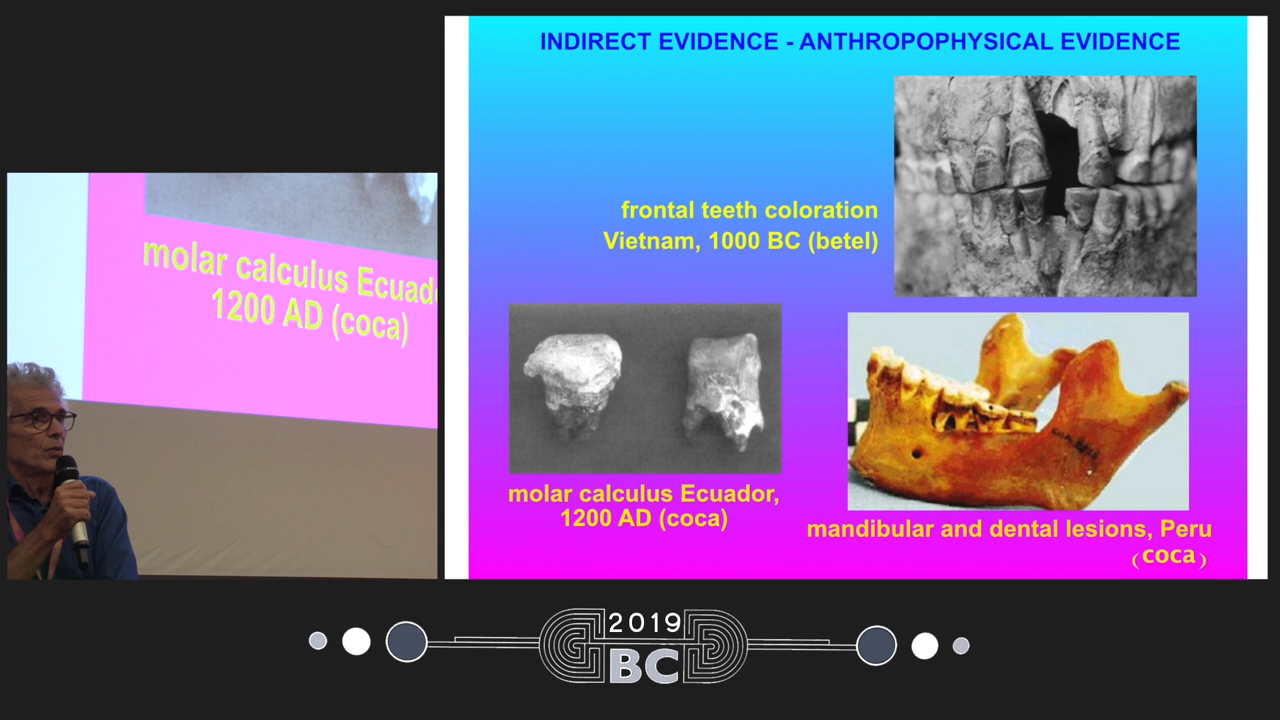 INDIRECT EVIDENCE - ANTHROPOPHYSICAL EVIDENCE
frontal teeth coloration
Vietnam, 1000 BC (betel)
molar calculus Ecuador,
1200 AD (coca)
mandibular and dental lesions, Peru
(coca)
molar calculus Ecuad
1200 AD (coca)
2019
BC